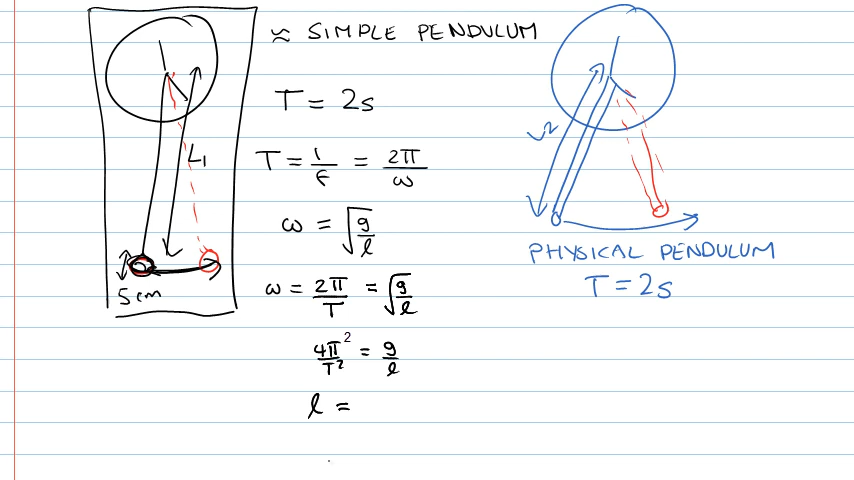 ≈ SIMPLE PENDULUM
T = 2s
T = 1/f = 2π/ω
ω = √(g/l)
ω = 2π/T = √(g/l)
4π²/T² = g/l
l =
L1
5cm
L2
PHYSICAL PENDULUM
T = 2s